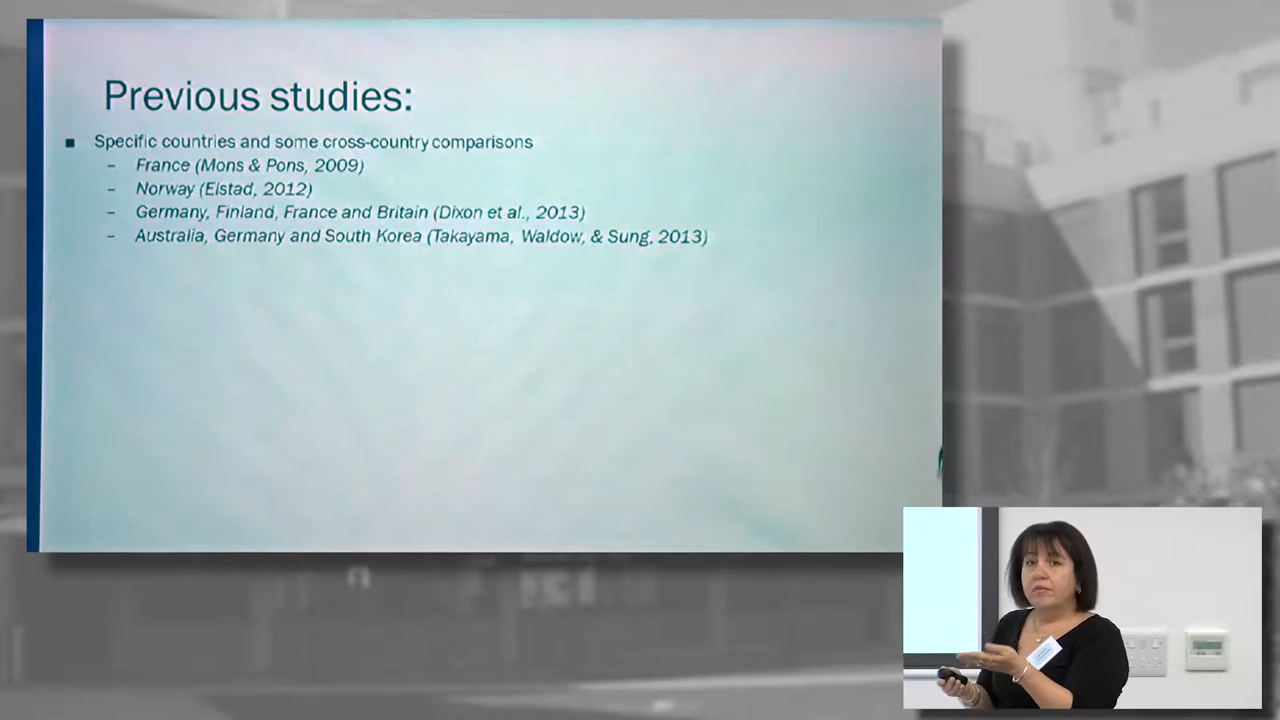 Previous studies:
■ Specific countries and some cross-country comparisons
– France (Mons & Pons, 2009)
– Norway (Elstad, 2012)
– Germany, Finland, France and Britain (Dixon et al., 2013)
– Australia, Germany and South Korea (Takayama, Waldow, & Sung, 2013)